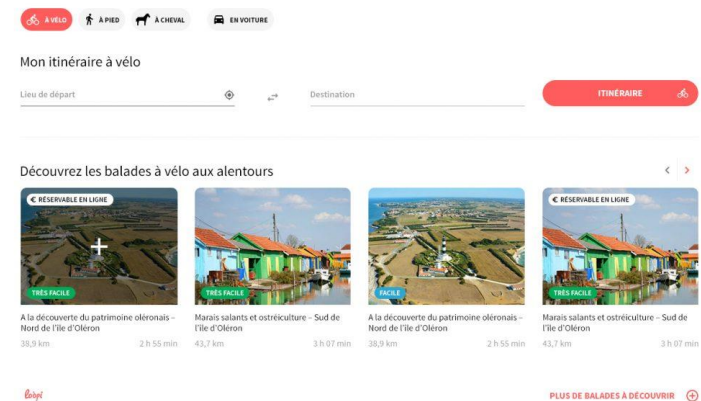 À VÉLO
À PIED
À CHEVAL
EN VOITURE
Mon itinéraire à vélo
Lieu de départ
Destination
ITINÉRAIRE
Découvrez les balades à vélo aux alentours
€ RÉSERVABLE EN LIGNE
TRÈS FACILE
A la découverte du patrimoine oléronais –
Nord de l'île d'Oléron
38,9 km 2 h 55 min
TRÈS FACILE
Marais salants et ostréiculture – Sud de
l'île d'Oléron
43,7 km 3 h 07 min
FACILE
A la découverte du patrimoine oléronais –
Nord de l'île d'Oléron
38,9 km 2 h 55 min
€ RÉSERVABLE EN LIGNE
TRÈS FACILE
Marais salants et ostréiculture – Sud de
l'île d'Oléron
43,7 km 3 h 07 min
Loopi
PLUS DE BALADES À DÉCOUVRIR